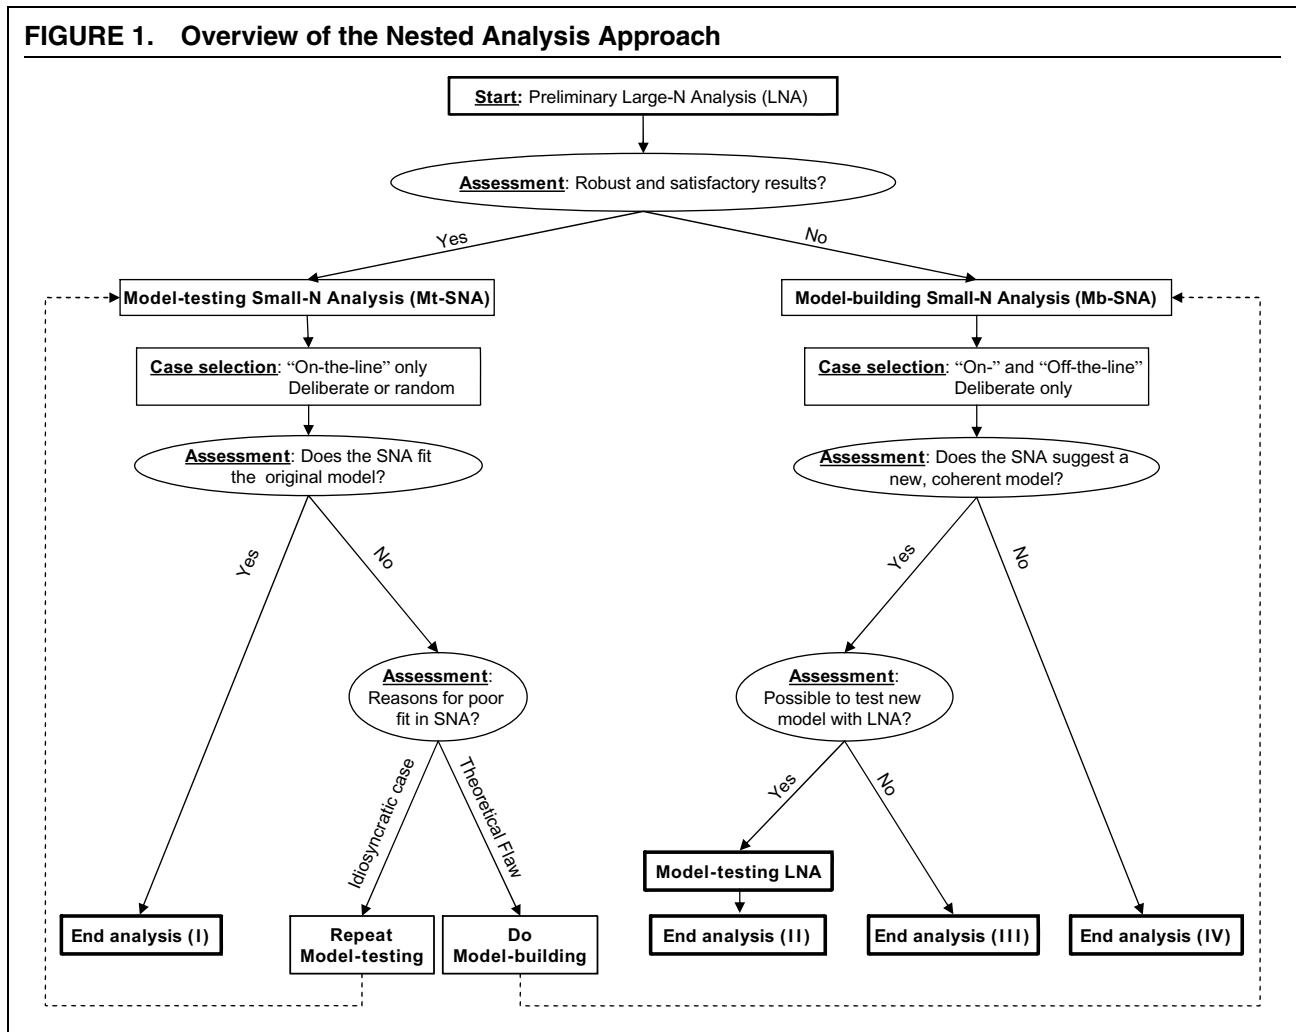 FIGURE 1. Overview of the Nested Analysis Approach
Start: Preliminary Large-N Analysis (LNA)
Assessment: Robust and satisfactory results?
Yes
No
Model-testing Small-N Analysis (Mt-SNA)
Model-building Small-N Analysis (Mb-SNA)
Case selection: “On-the-line” only
Deliberate or random
Case selection: “On-” and “Off-the-line”
Deliberate only
Assessment: Does the SNA fit
the original model?
Assessment: Does the SNA suggest a
new, coherent model?
Yes
No
Yes
No
Assessment:
Reasons for poor
fit in SNA?
Assessment:
Possible to test new
model with LNA?
Idiosyncratic case
Theoretical Flaw
Yes
No
Model-testing LNA
End analysis (I)
Repeat
Model-testing
Do
Model-building
End analysis (II)
End analysis (III)
End analysis (IV)